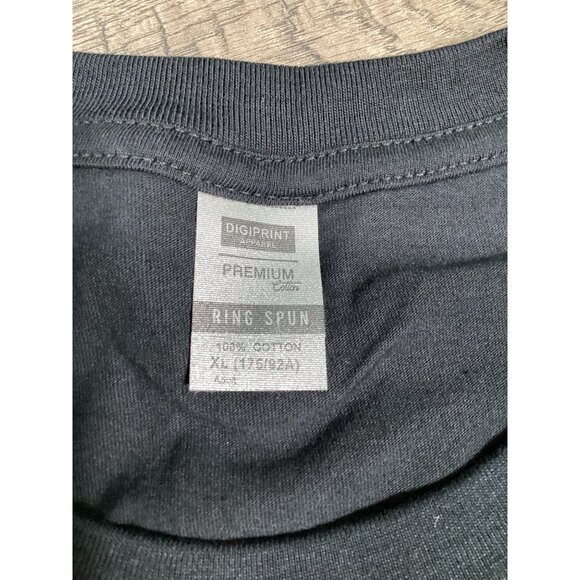 DIGIPRINT
APPAREL
PREMIUM
Cotton
RING SPUN
100% COTTON
XL (175/92A)